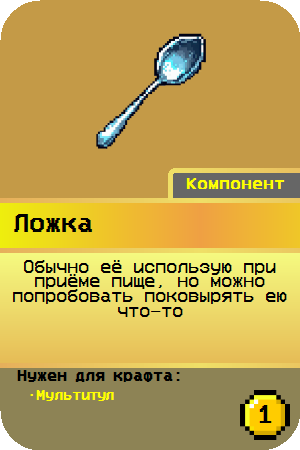 Компонент
Ложка
Обычно её использую при
приёме пище, но можно
попробовать поковырять ею
что-то
Нужен для крафта:
·Мультитул
1